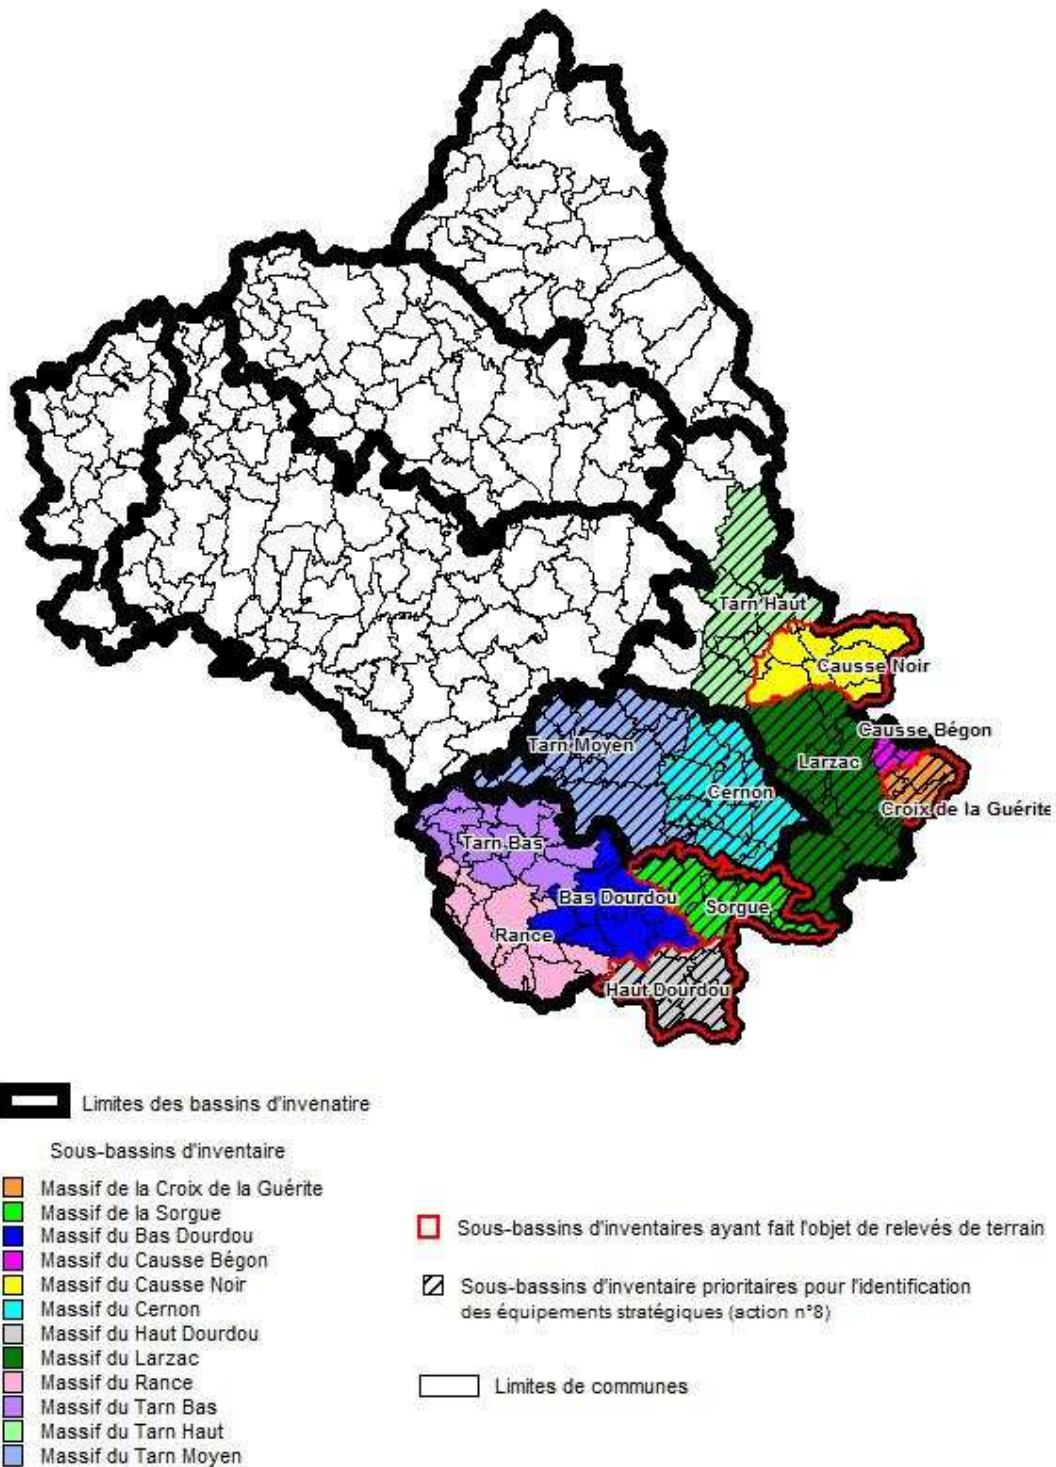 Tarn Haut
Causse Noir
Causse Bégon
Tarn Moyen
Larzac
Cernon
Croix de la Guérite
Tarn Bas
Bas Dourdou
Sorgue
Rance
Haut Dourdou
Limites des bassins d'invenatire
Sous-bassins d'inventaire
Massif de la Croix de la Guérite
Massif de la Sorgue
Massif du Bas Dourdou
Massif du Causse Bégon
Massif du Causse Noir
Massif du Cernon
Massif du Haut Dourdou
Massif du Larzac
Massif du Rance
Massif du Tarn Bas
Massif du Tarn Haut
Massif du Tarn Moyen
Sous-bassins d'inventaires ayant fait l'objet de relevés de terrain
Sous-bassins d'inventaire prioritaires pour l'identification
des équipements stratégiques (action n°8)
Limites de communes